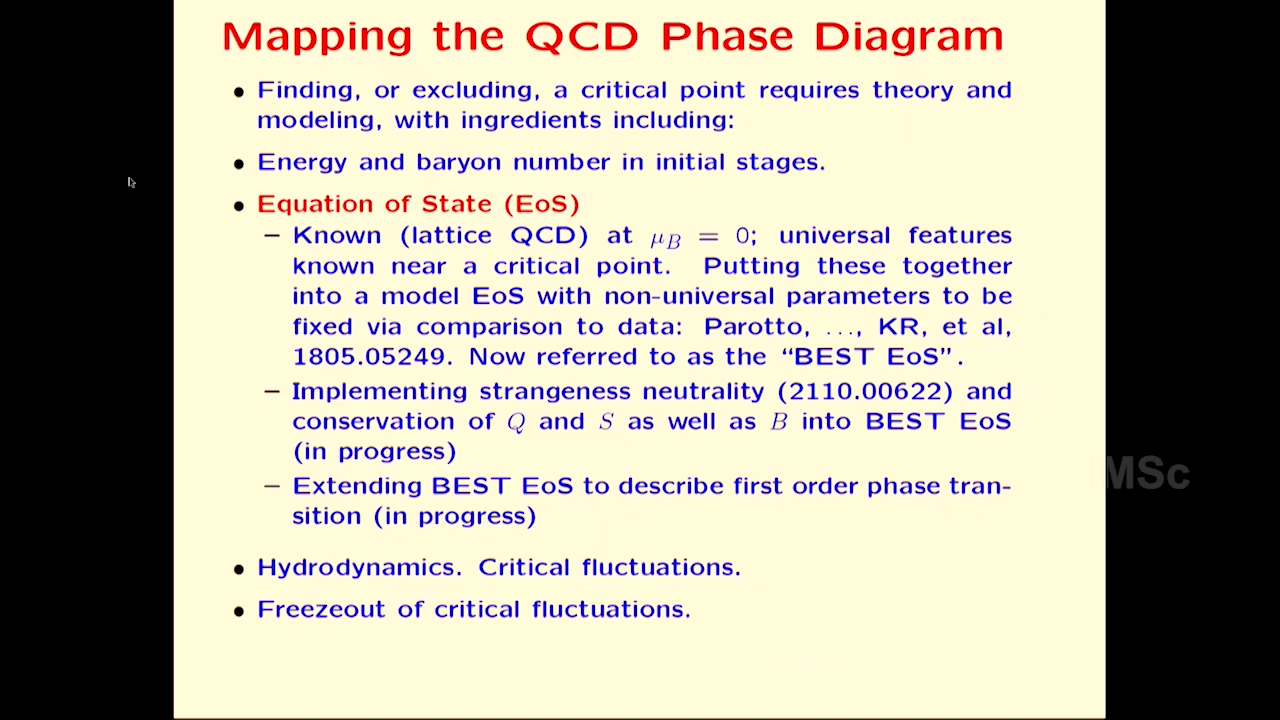 Mapping the QCD Phase Diagram
• Finding, or excluding, a critical point requires theory and
modeling, with ingredients including:
• Energy and baryon number in initial stages.
• Equation of State (EoS)
– Known (lattice QCD) at μB = 0; universal features
known near a critical point. Putting these together
into a model EoS with non-universal parameters to be
fixed via comparison to data: Parotto, ..., KR, et al,
1805.05249. Now referred to as the “BEST EoS”.
– Implementing strangeness neutrality (2110.00622) and
conservation of Q and S as well as B into BEST EoS
(in progress)
– Extending BEST EoS to describe first order phase tran-
sition (in progress)
• Hydrodynamics. Critical fluctuations.
• Freezeout of critical fluctuations.
MSc